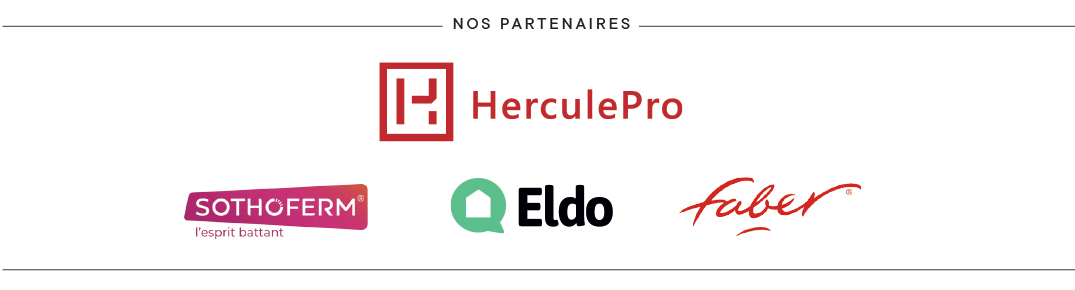 NOS PARTENAIRES
HerculePro
SOTHOFERM®
l'esprit battant
Eldo
faber®